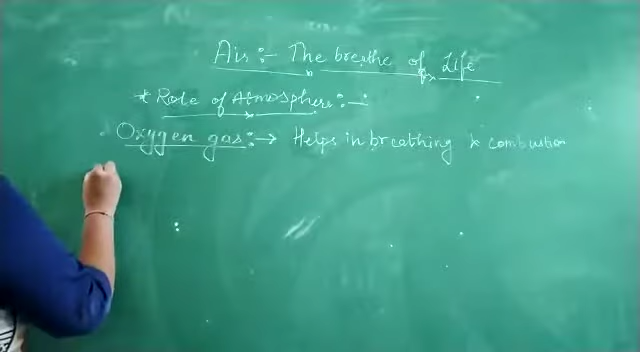 Air :- The breathe of Life
* Role of Atmosphere :-
Oxygen gas :→ Helps in breathing & combustion